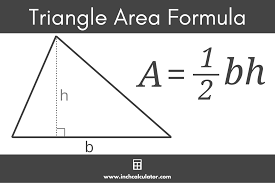 Triangle Area Formula
A = 1/2 bh
h
b
www.inchcalculator.com